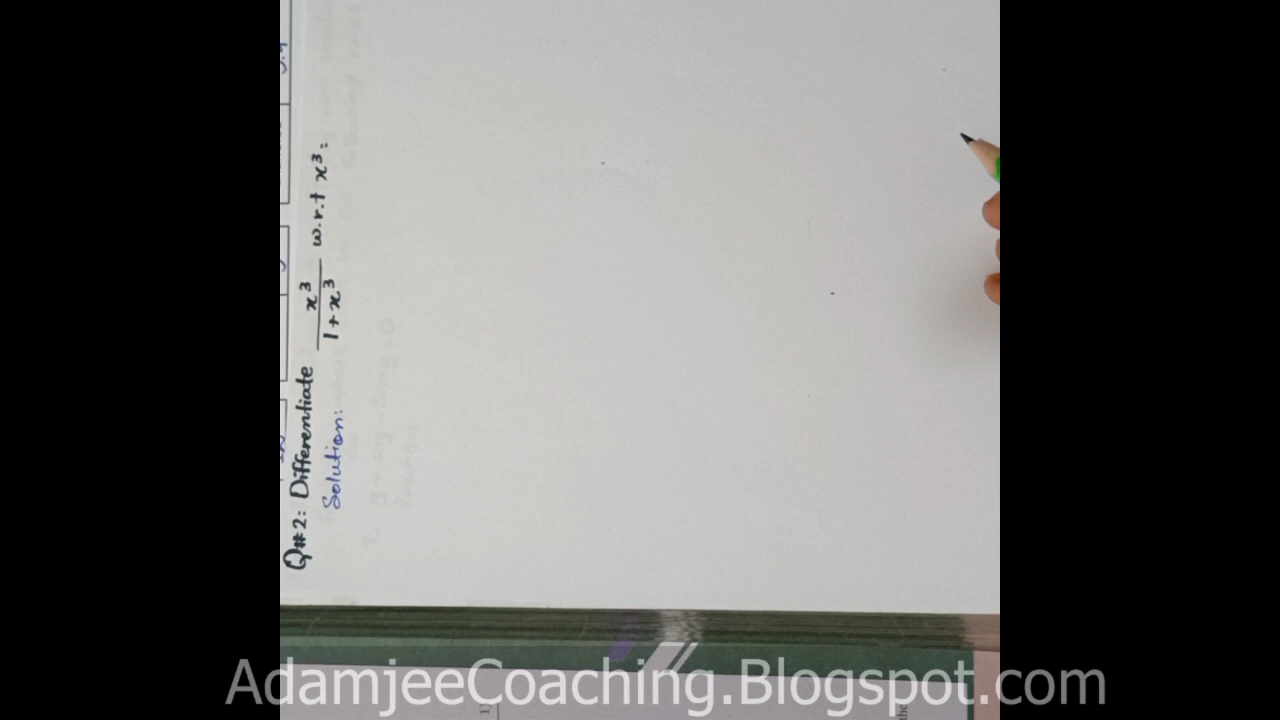 Q#2: Differentiate x³/(1+x³) w.r.t x³:
Solution:
AdamjeeCoaching.Blogspot.com